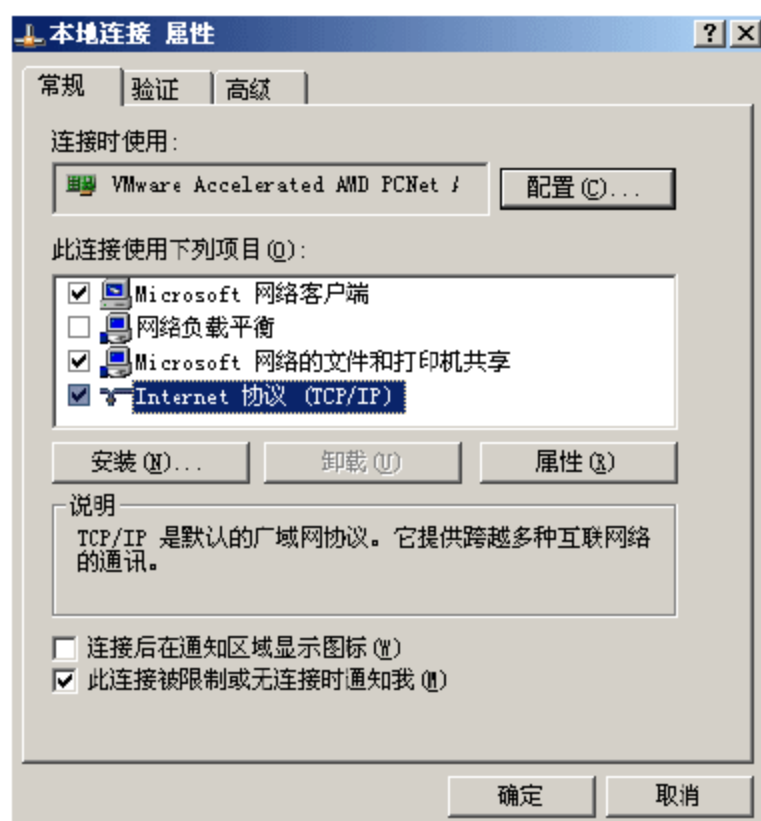 本地连接 属性
常规 验证 高级
连接时使用:
VMware Accelerated AMD PCNet
配置(C)...
此连接使用下列项目(O):
Microsoft 网络客户端
网络负载平衡
Microsoft 网络的文件和打印机共享
Internet 协议 (TCP/IP)
安装(N)... 卸载(U) 属性(R)
说明
TCP/IP 是默认的广域网协议。它提供跨越多种互联网络
的通讯。
连接后在通知区域显示图标(W)
此连接被限制或无连接时通知我(M)
确定 取消